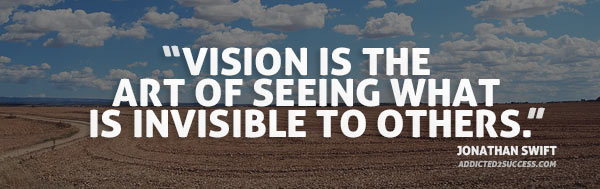 “VISION IS THE
ART OF SEEING WHAT
IS INVISIBLE TO OTHERS.”
JONATHAN SWIFT
ADDICTED2SUCCESS.COM